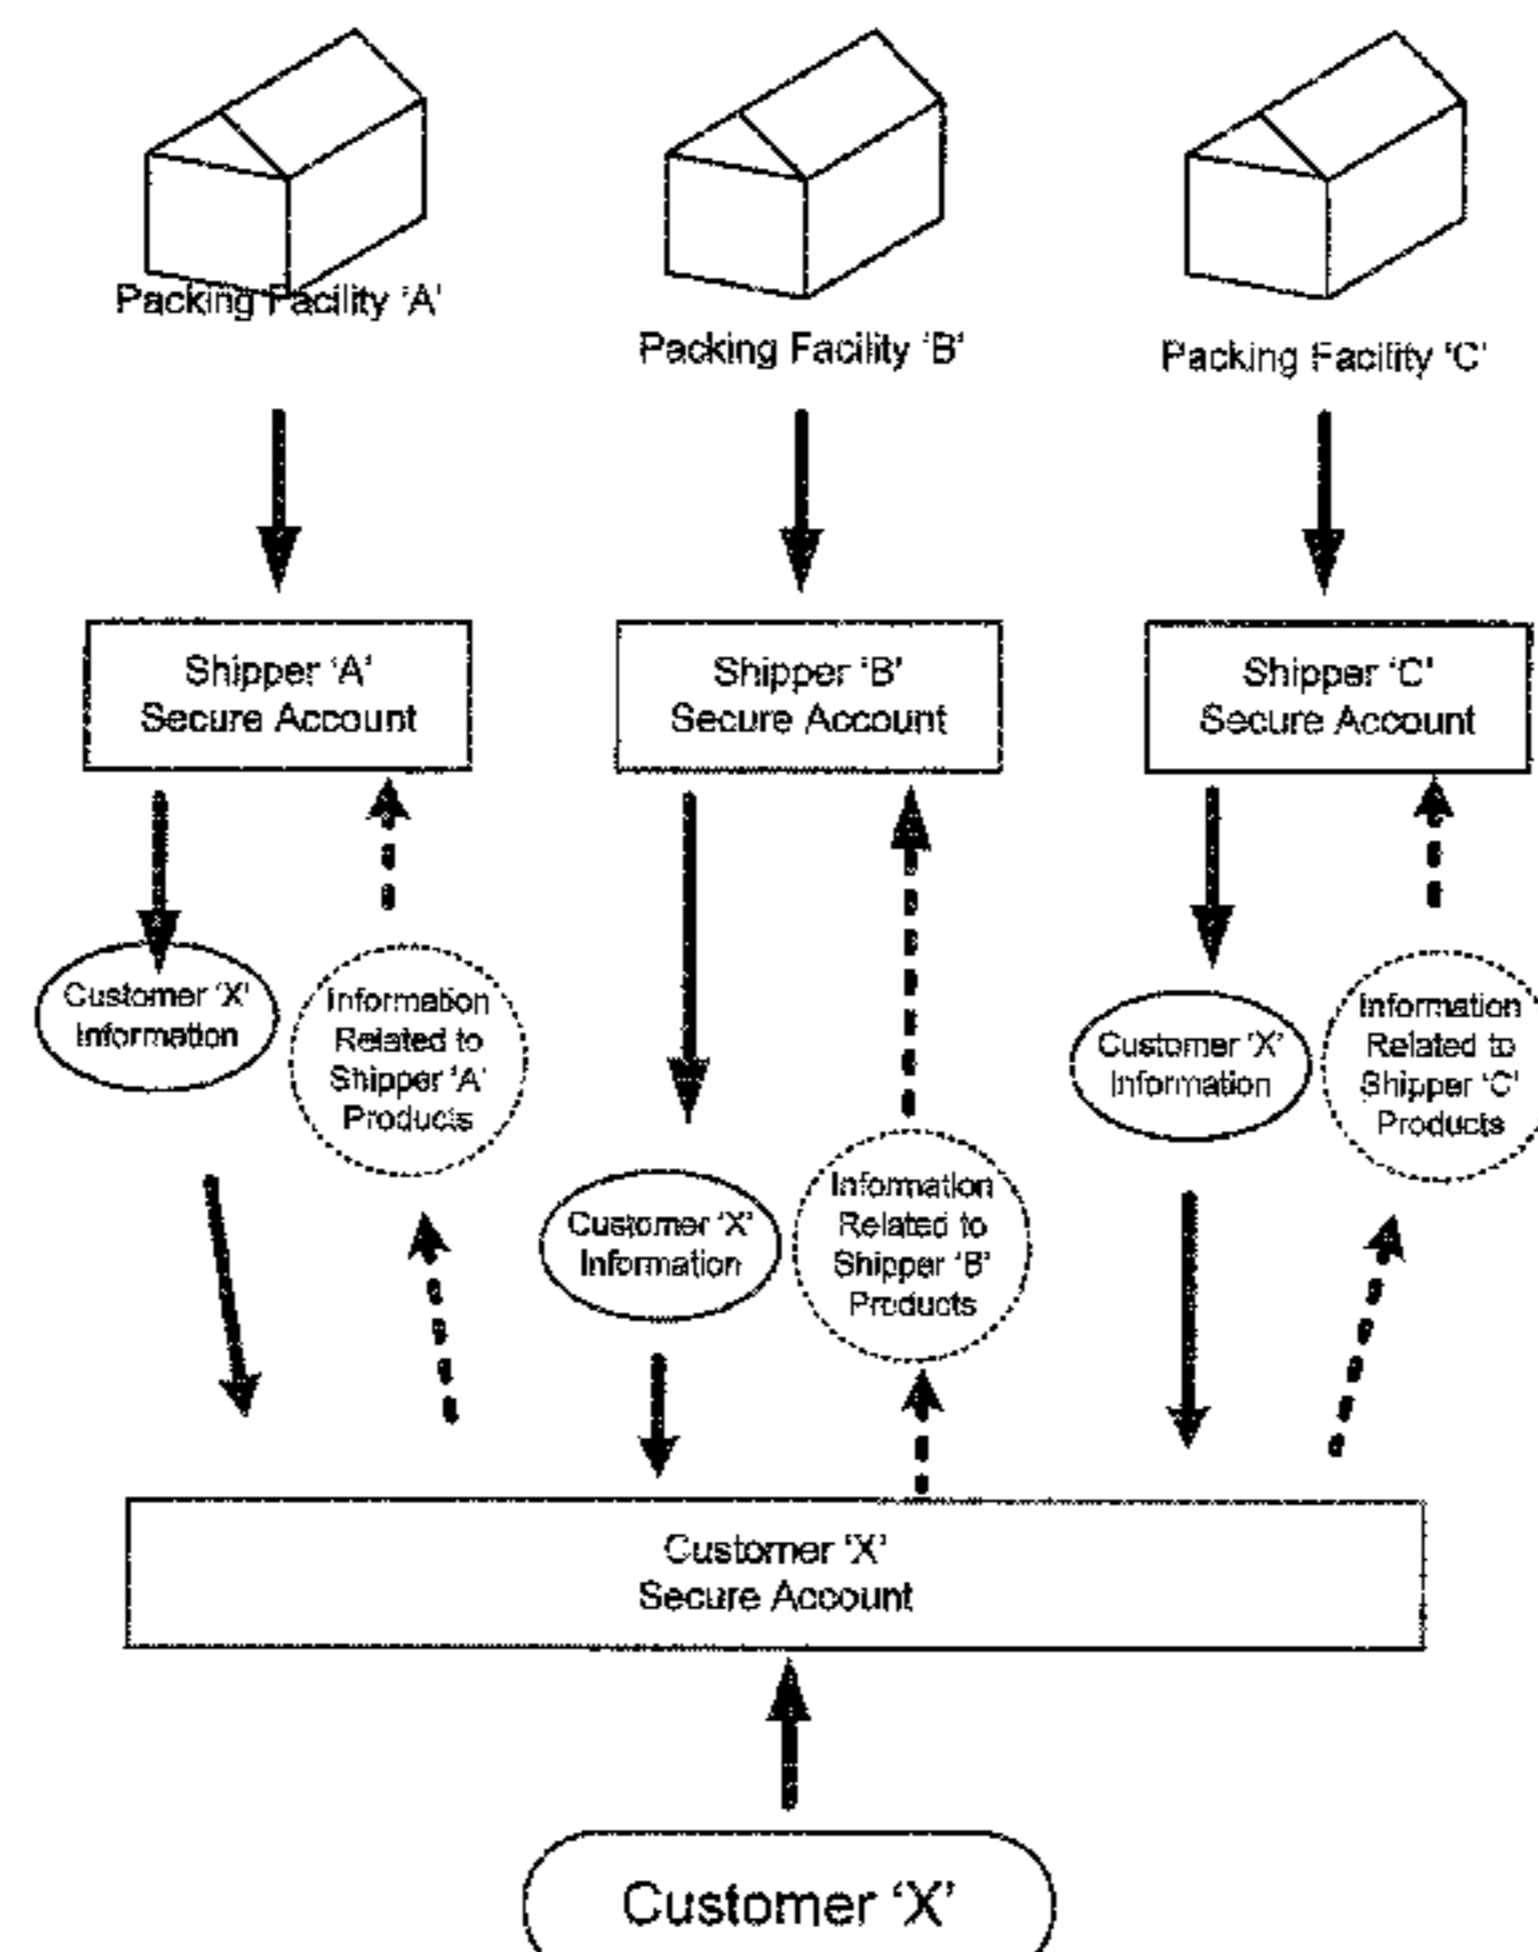 Packing Facility 'A'
Packing Facility 'B'
Packing Facility 'C'
Shipper 'A'
Secure Account
Shipper 'B'
Secure Account
Shipper 'C'
Secure Account
Customer 'X'
Information
Information
Related to
Shipper 'A'
Products
Customer 'X'
Information
Information
Related to
Shipper 'B'
Products
Customer 'X'
Information
Information
Related to
Shipper 'C'
Products
Customer 'X'
Secure Account
Customer 'X'